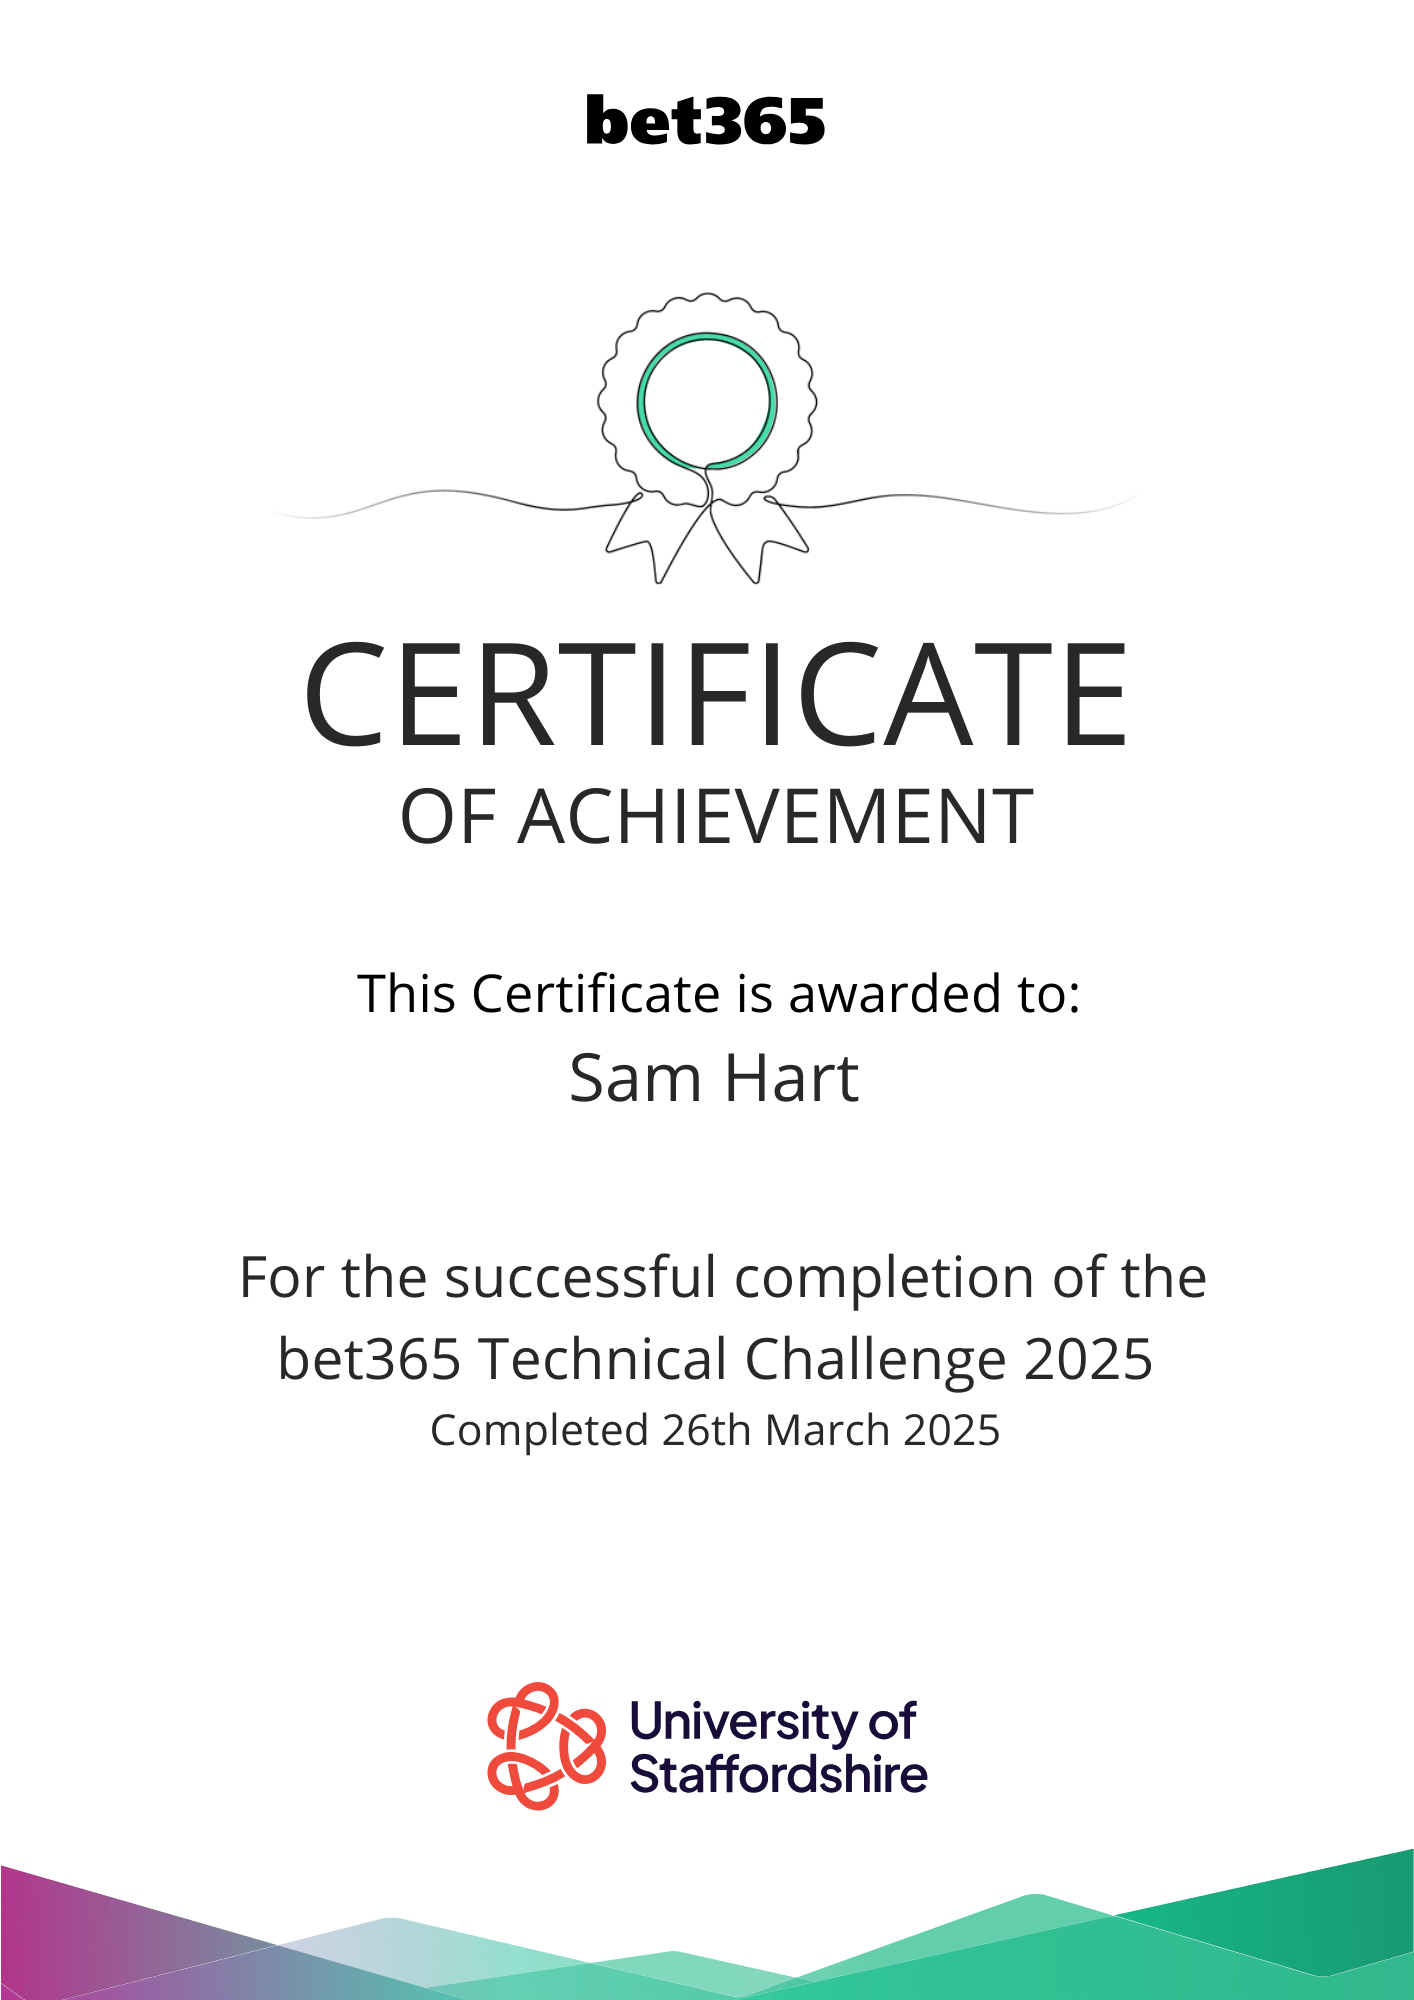 bet365
CERTIFICATE
OF ACHIEVEMENT
This Certificate is awarded to:
Sam Hart
For the successful completion of the
bet365 Technical Challenge 2025
Completed 26th March 2025
University of
Staffordshire